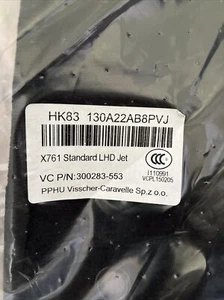 HK83 130A22AB8PVJ
X761 Standard LHD Jet
I110991
VCPL150205
VC P/N:300283-553
PPHU Visscher-Caravelle Sp.z o.o.